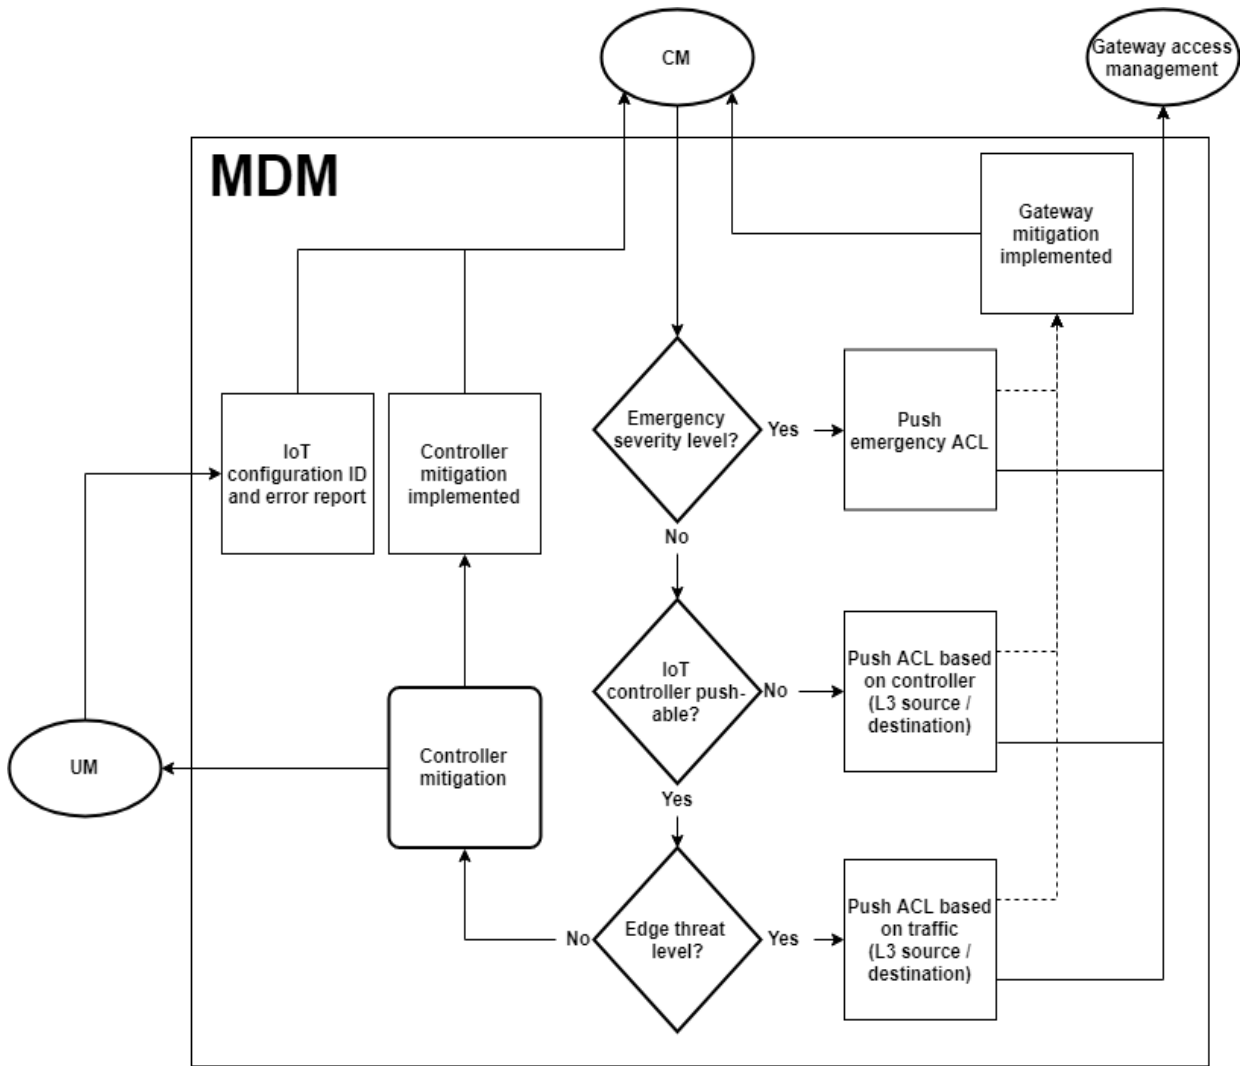 CM
Gateway access
management
MDM
Gateway
mitigation
implemented
Emergency
severity level?
Yes
Push
emergency ACL
IoT
configuration ID
and error report
Controller
mitigation
implemented
No
IoT
controller push-
able?
No
Push ACL based
on controller
(L3 source /
destination)
UM
Controller
mitigation
Yes
Edge threat
level?
No
Yes
Push ACL based
on traffic
(L3 source /
destination)